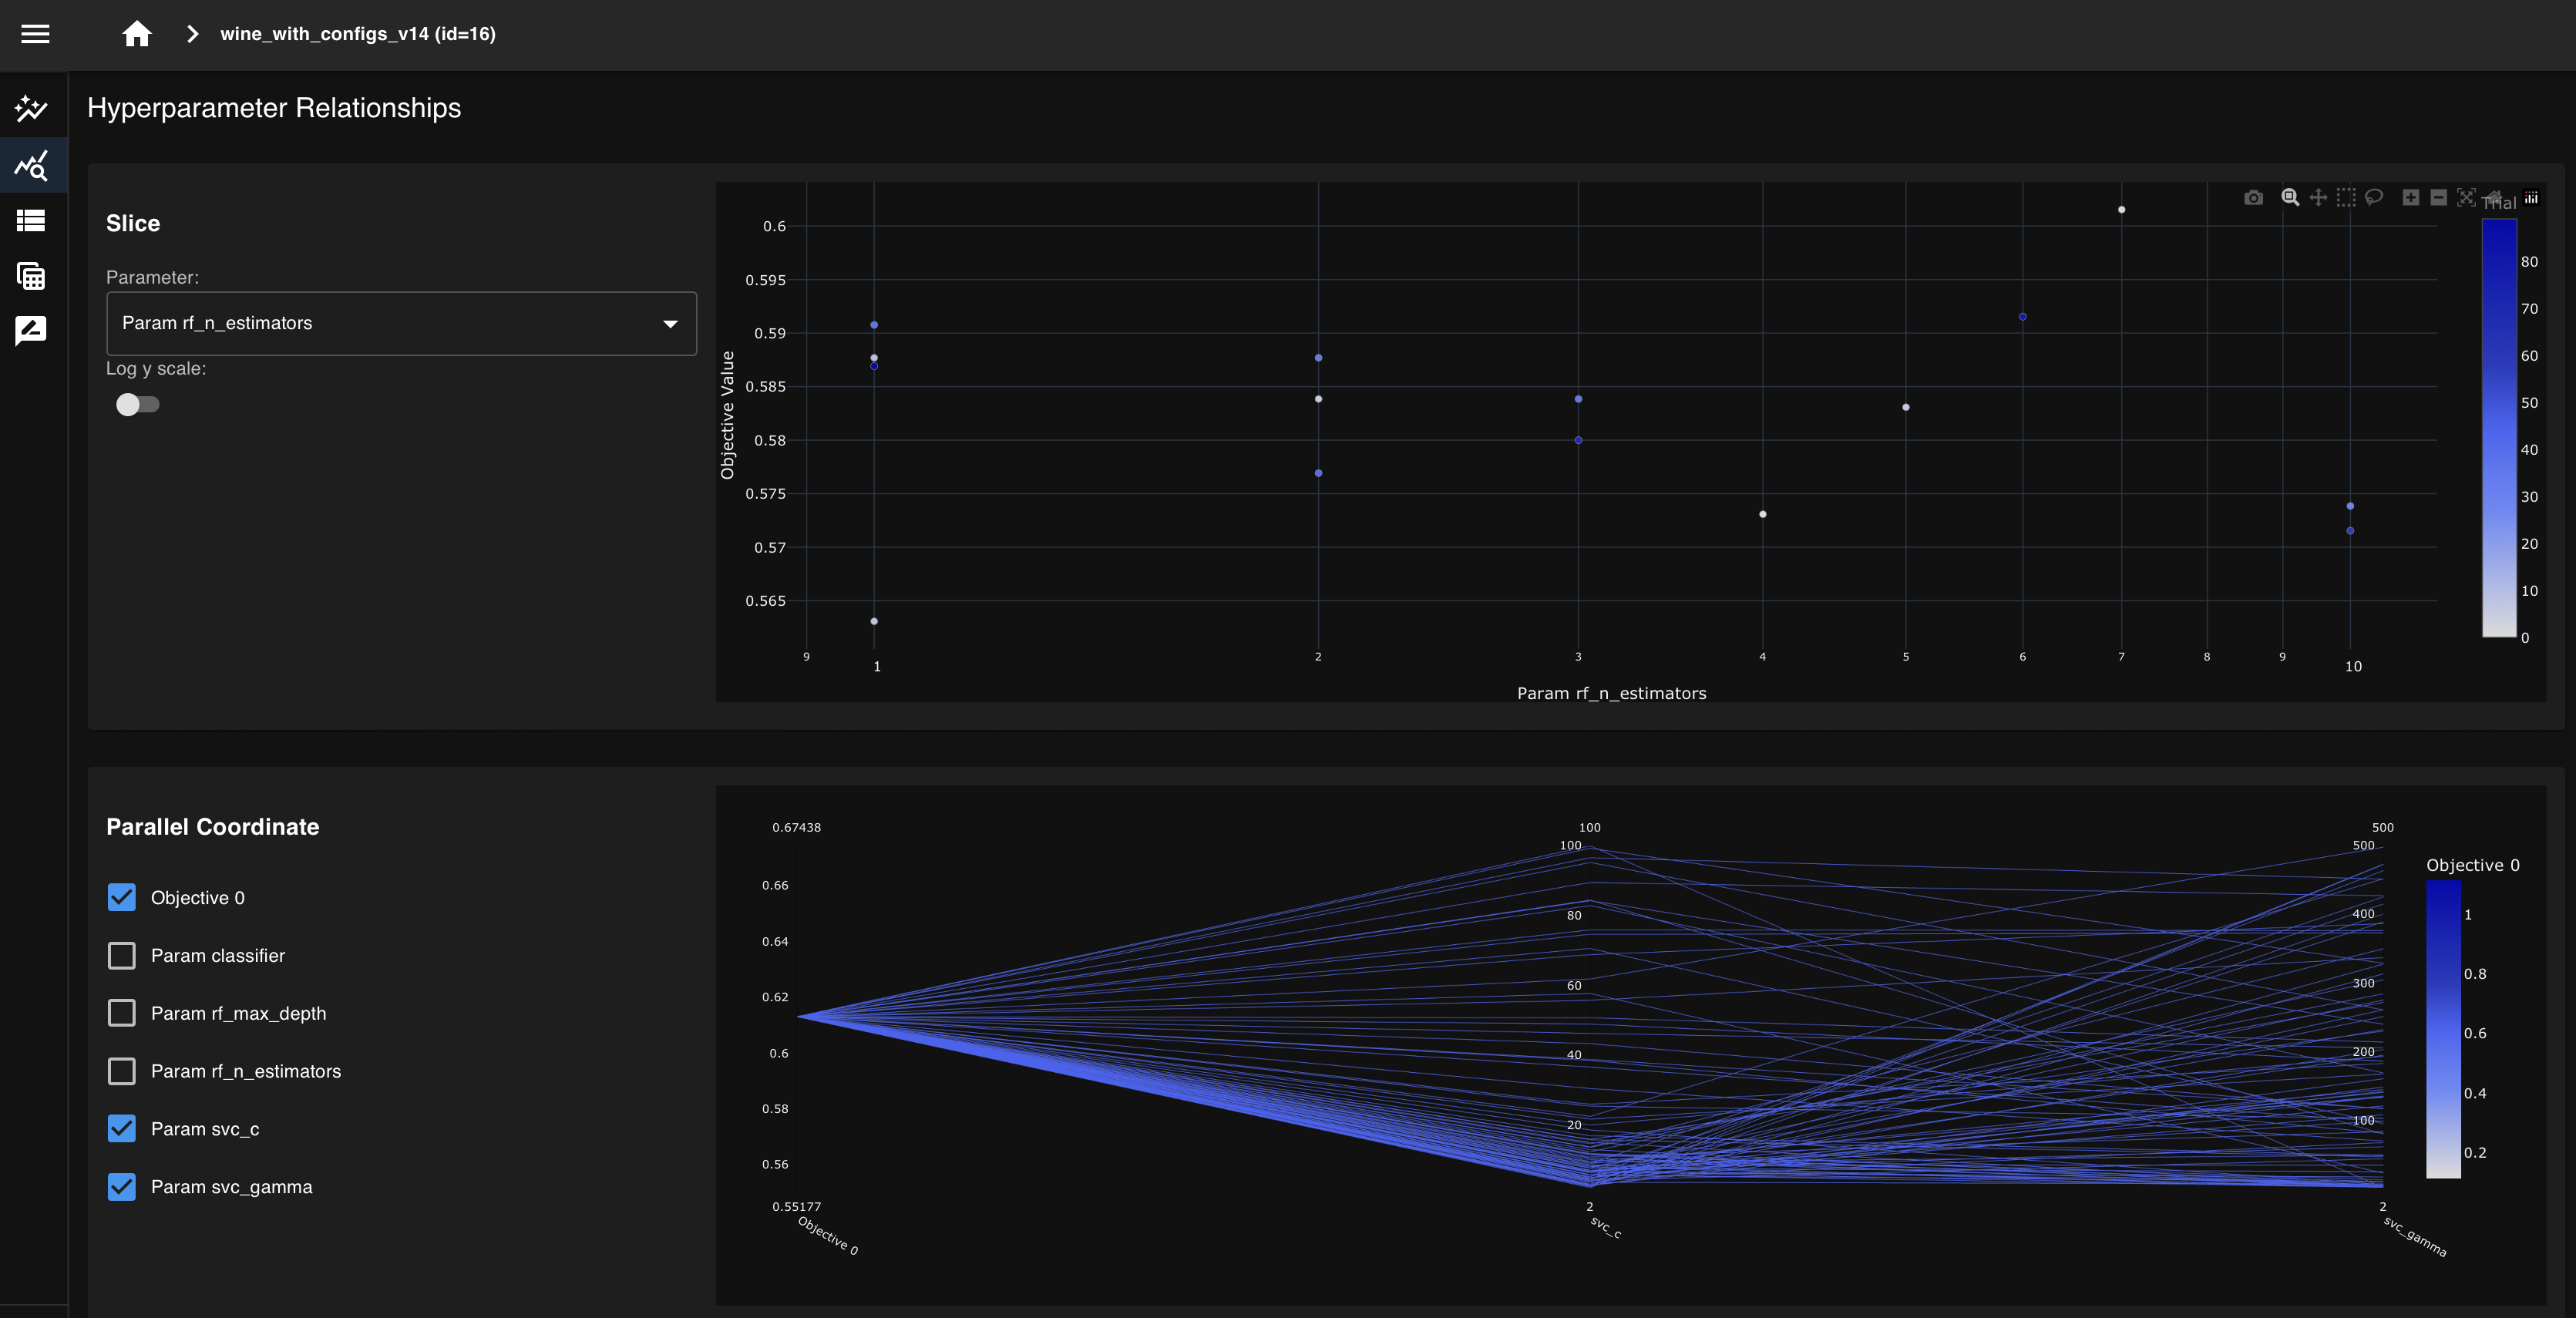 wine_with_configs_v14 (id=16)
Hyperparameter Relationships
Slice
Parameter:
Param rf_n_estimators
Log y scale:
Objective Value
0.6
0.595
0.59
0.585
0.58
0.575
0.57
0.565
9
1
2
3
4
5
6
7
8
9
10
Param rf_n_estimators
Trial
80
70
60
50
40
30
20
10
0
Parallel Coordinate
Objective 0
Param classifier
Param rf_max_depth
Param rf_n_estimators
Param svc_c
Param svc_gamma
0.67438
0.66
0.64
0.62
0.6
0.58
0.56
0.55177
Objective 0
100
100
80
60
40
20
2
svc_c
500
500
400
300
200
100
2
svc_gamma
Objective 0
1
0.8
0.6
0.4
0.2